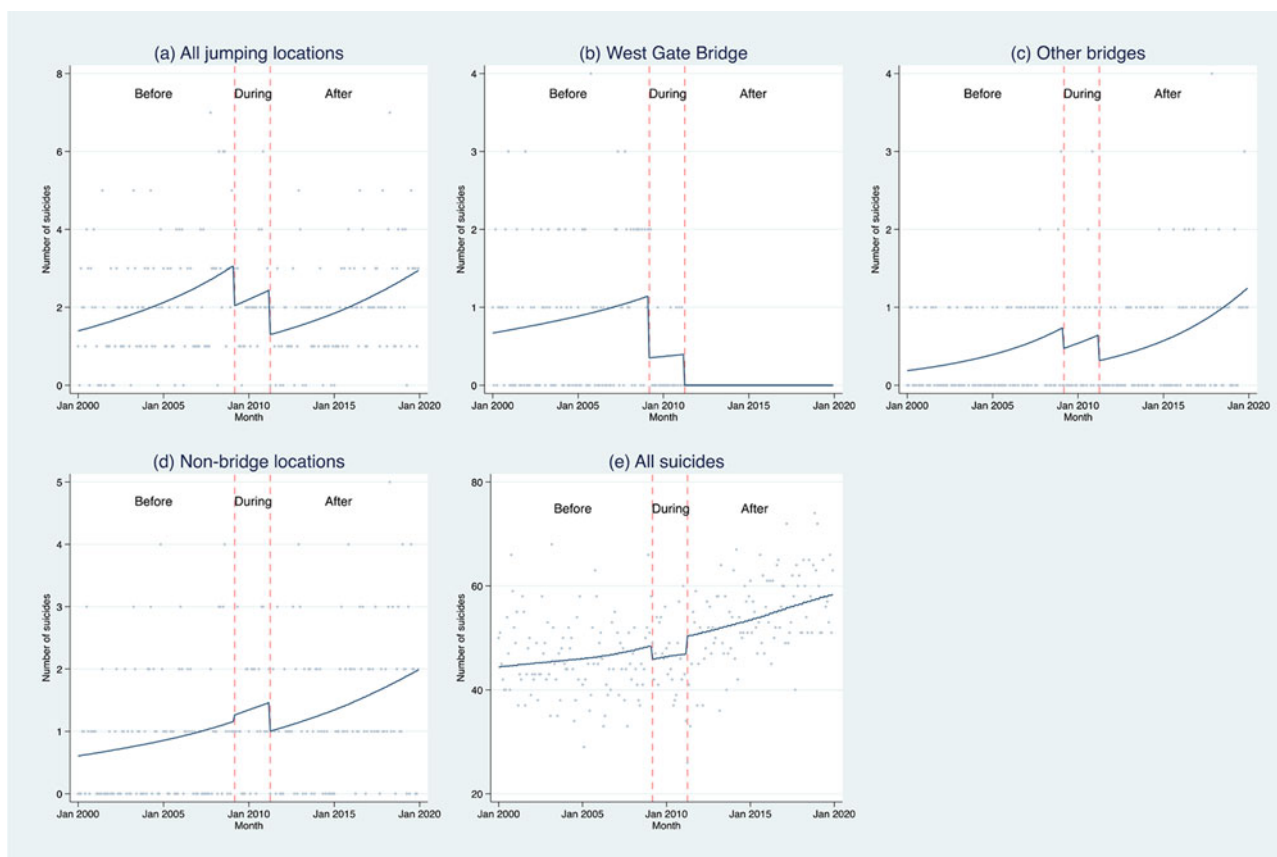 (a) All jumping locations
Before During After
Number of suicides
8
6
4
2
0
Jan 2000 Jan 2005 Jan 2010 Jan 2015 Jan 2020
Month
(b) West Gate Bridge
Before During After
Number of suicides
4
3
2
1
0
Jan 2000 Jan 2005 Jan 2010 Jan 2015 Jan 2020
Month
(c) Other bridges
Before During After
Number of suicides
4
3
2
1
0
Jan 2000 Jan 2005 Jan 2010 Jan 2015 Jan 2020
Month
(d) Non-bridge locations
Before During After
Number of suicides
5
4
3
2
1
0
Jan 2000 Jan 2005 Jan 2010 Jan 2015 Jan 2020
Month
(e) All suicides
Before During After
Number of suicides
80
60
40
20
Jan 2000 Jan 2005 Jan 2010 Jan 2015 Jan 2020
Month